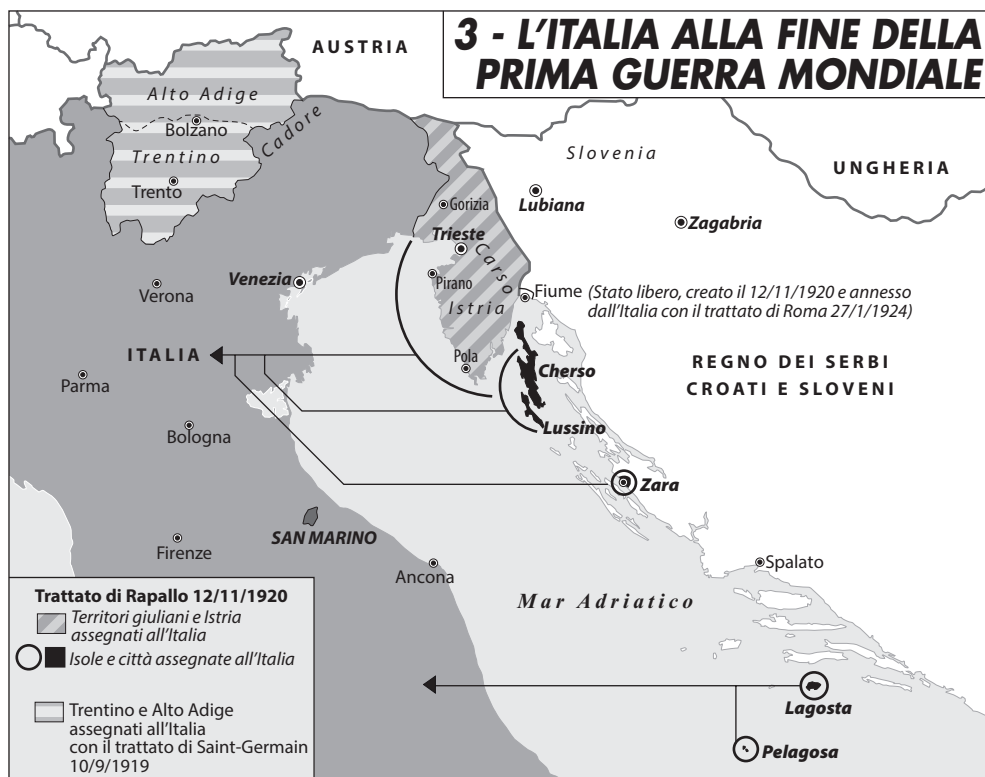 3 - L'ITALIA ALLA FINE DELLA
PRIMA GUERRA MONDIALE
AUSTRIA
Alto Adige
Bolzano
Cadore
Trentino
Trento
Slovenia
UNGHERIA
Gorizia
Lubiana
Trieste
Zagabria
Carso
Venezia
Pirano
Verona
Istria
Fiume (Stato libero, creato il 12/11/1920 e annesso
dall'Italia con il trattato di Roma 27/1/1924)
ITALIA
Pola
Cherso
REGNO DEI SERBI
CROATI E SLOVENI
Parma
Bologna
Lussino
Zara
SAN MARINO
Firenze
Ancona
Spalato
Mar Adriatico
Trattato di Rapallo 12/11/1920
Territori giuliani e Istria
assegnati all'Italia
Isole e città assegnate all'Italia
Trentino e Alto Adige
assegnati all'Italia
con il trattato di Saint-Germain
10/9/1919
Lagosta
Pelagosa